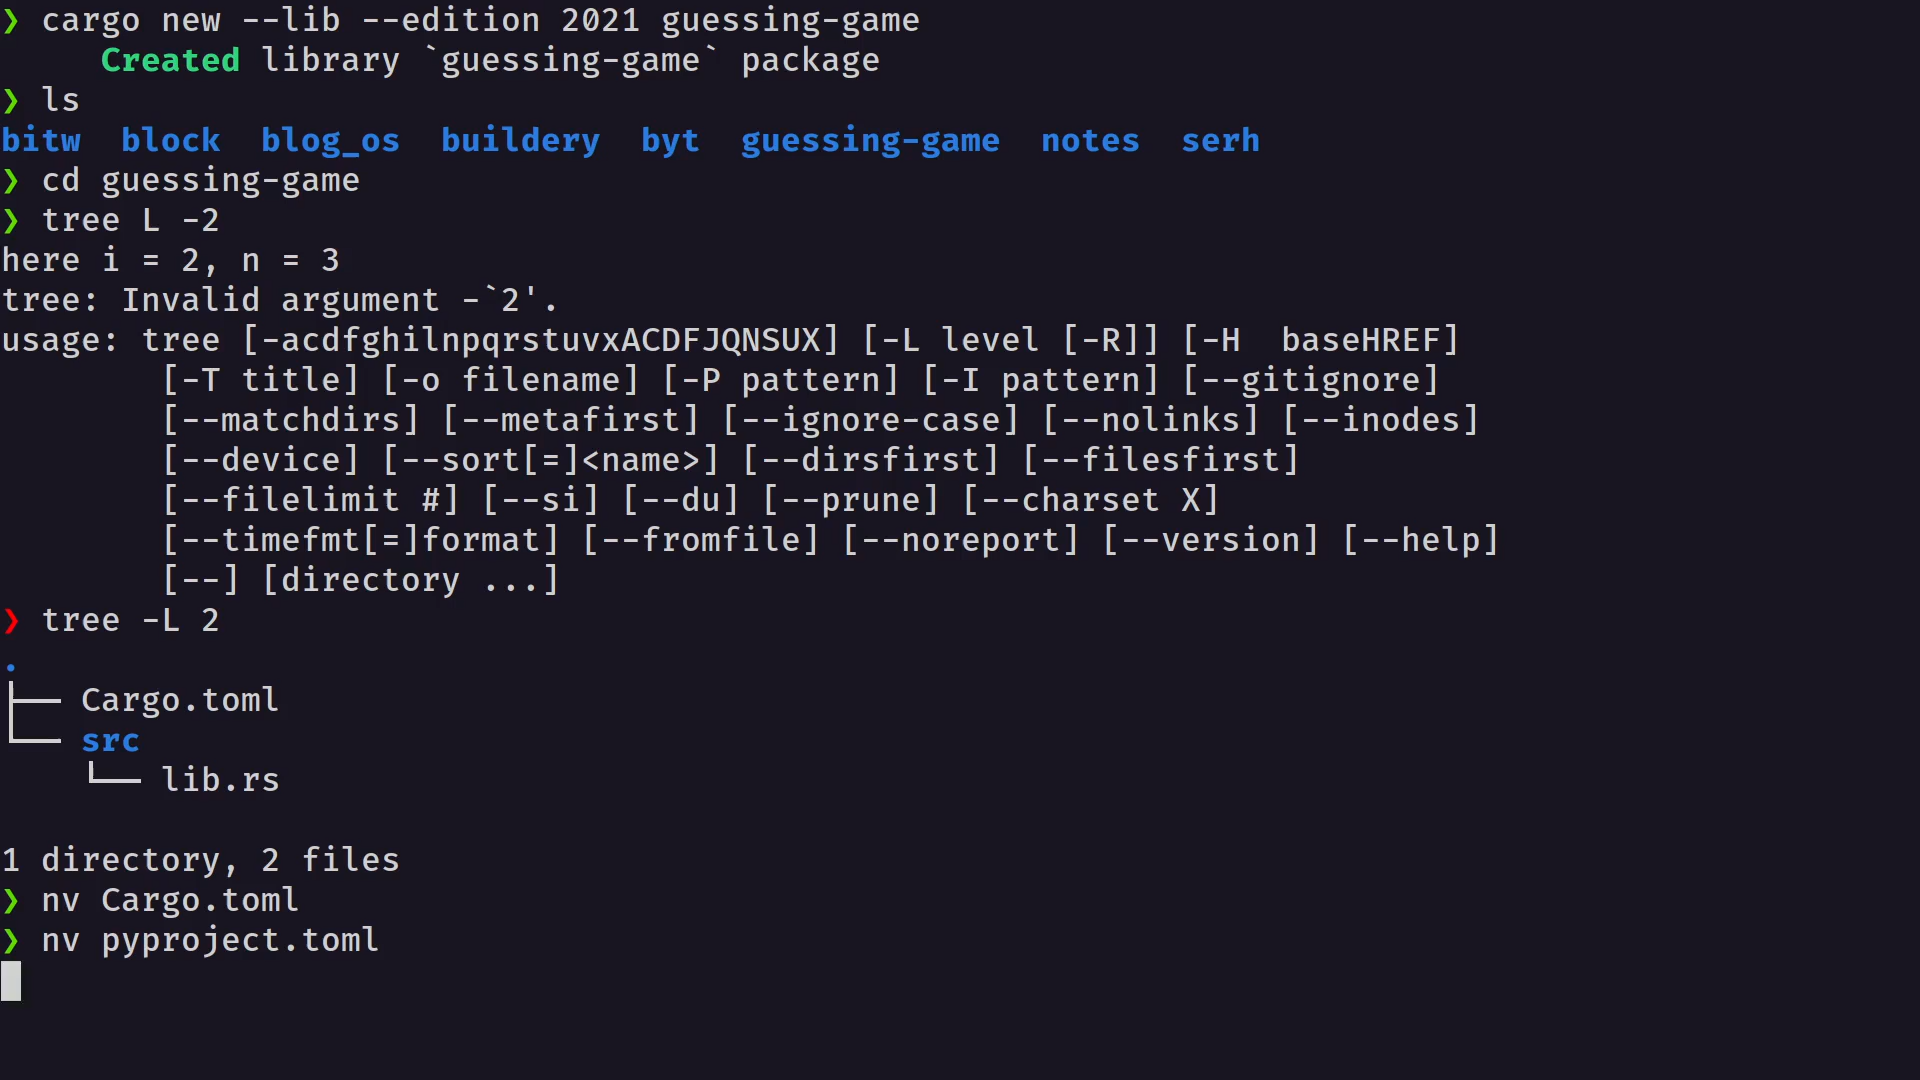 ❯ cargo new --lib --edition 2021 guessing-game
     Created library `guessing-game` package
❯ ls
bitw  block  blog_os  buildery  byt  guessing-game  notes  serh
❯ cd guessing-game
❯ tree L -2
here i = 2, n = 3
tree: Invalid argument -`2'.
usage: tree [-acdfghilnpqrstuvxACDFJQNSUX] [-L level [-R]] [-H  baseHREF]
        [-T title] [-o filename] [-P pattern] [-I pattern] [--gitignore]
        [--matchdirs] [--metafirst] [--ignore-case] [--nolinks] [--inodes]
        [--device] [--sort[=]<name>] [--dirsfirst] [--filesfirst]
        [--filelimit #] [--si] [--du] [--prune] [--charset X]
        [--timefmt[=]format] [--fromfile] [--noreport] [--version] [--help]
        [--] [directory ...]
❯ tree -L 2
.
├── Cargo.toml
└── src
    └── lib.rs
1 directory, 2 files
❯ nv Cargo.toml
❯ nv pyproject.toml